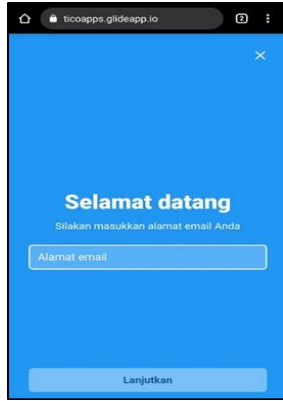 ticoapps.glideapp.io
2
Selamat datang
Silakan masukkan alamat email Anda
Alamat email
Lanjutkan